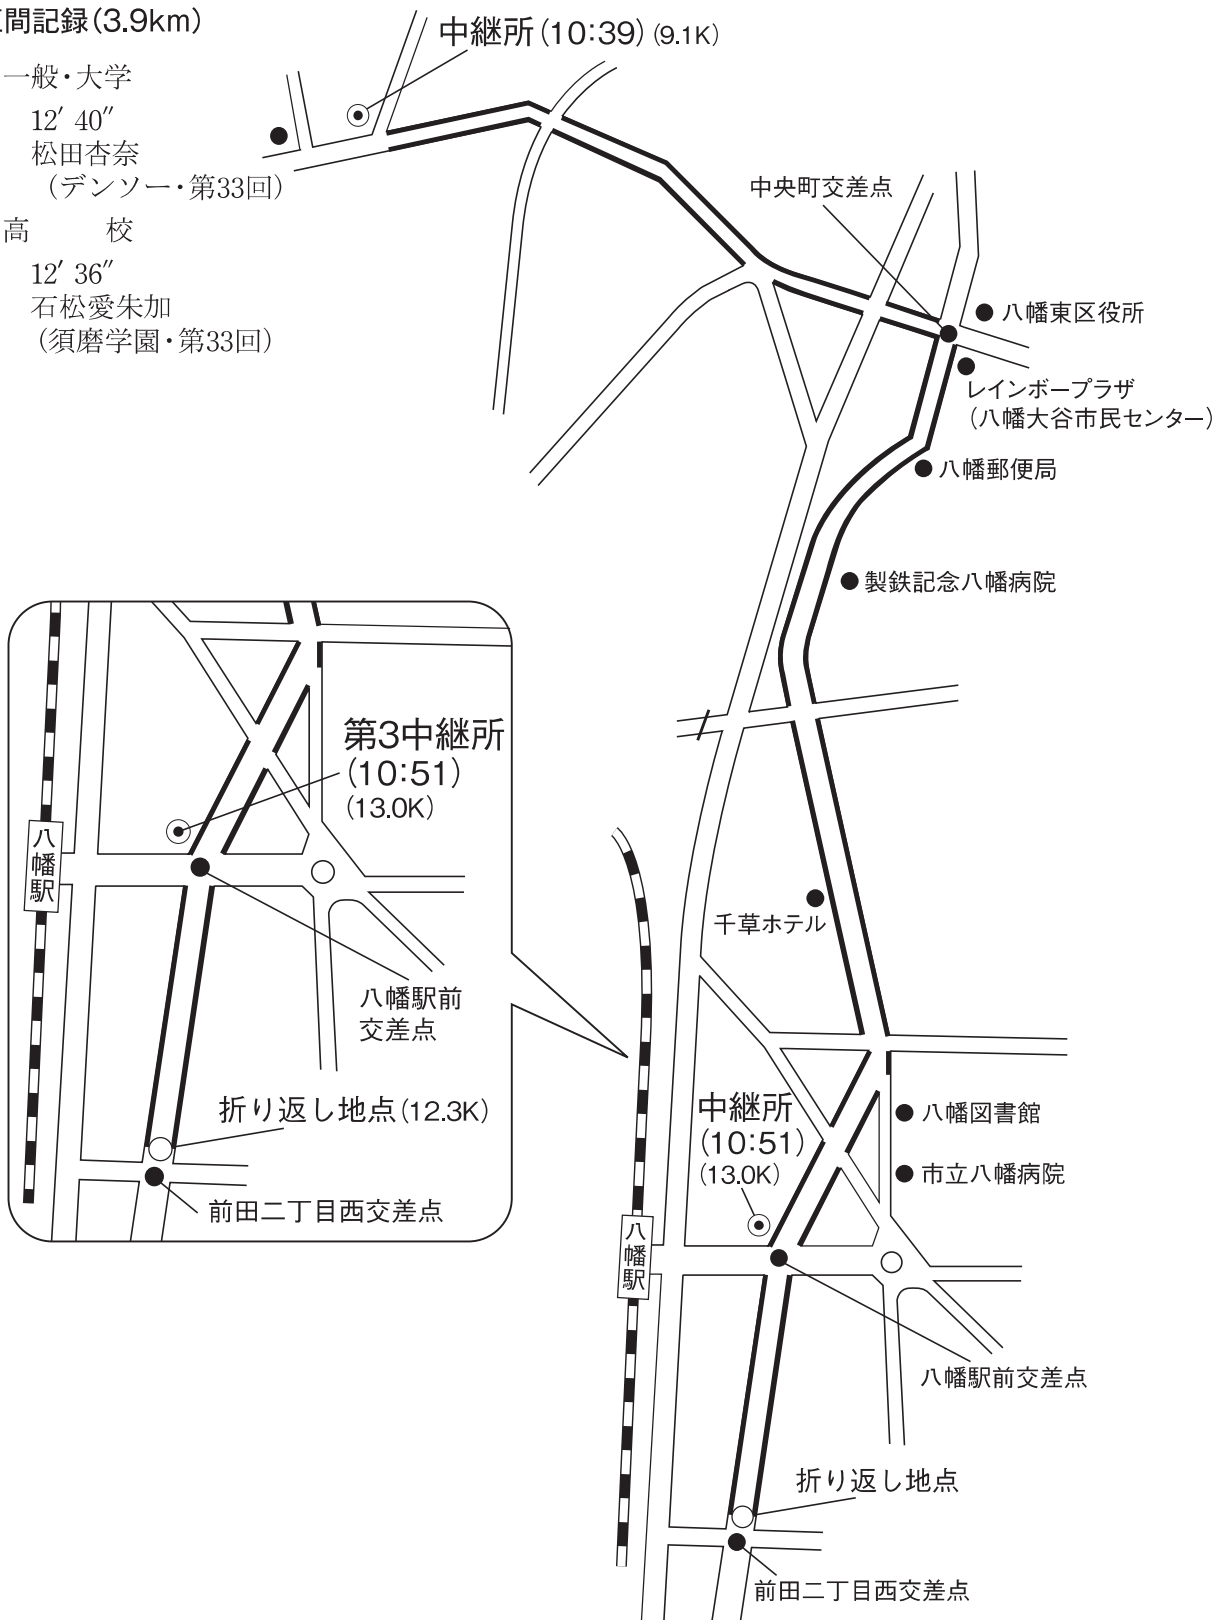 間記録(3.9km)
一般・大学
12′ 40″
松田杏奈
（デンソー・第33回）
高　　校
12′ 36″
石松愛朱加
（須磨学園・第33回）
中継所(10:39)(9.1K)
中央町交差点
八幡東区役所
レインボープラザ
（八幡大谷市民センター）
八幡郵便局
製鉄記念八幡病院
千草ホテル
第3中継所
(10:51)
(13.0K)
八幡駅
八幡駅前
交差点
折り返し地点(12.3K)
前田二丁目西交差点
中継所
(10:51)
(13.0K)
八幡図書館
市立八幡病院
八幡駅
八幡駅前交差点
折り返し地点
前田二丁目西交差点